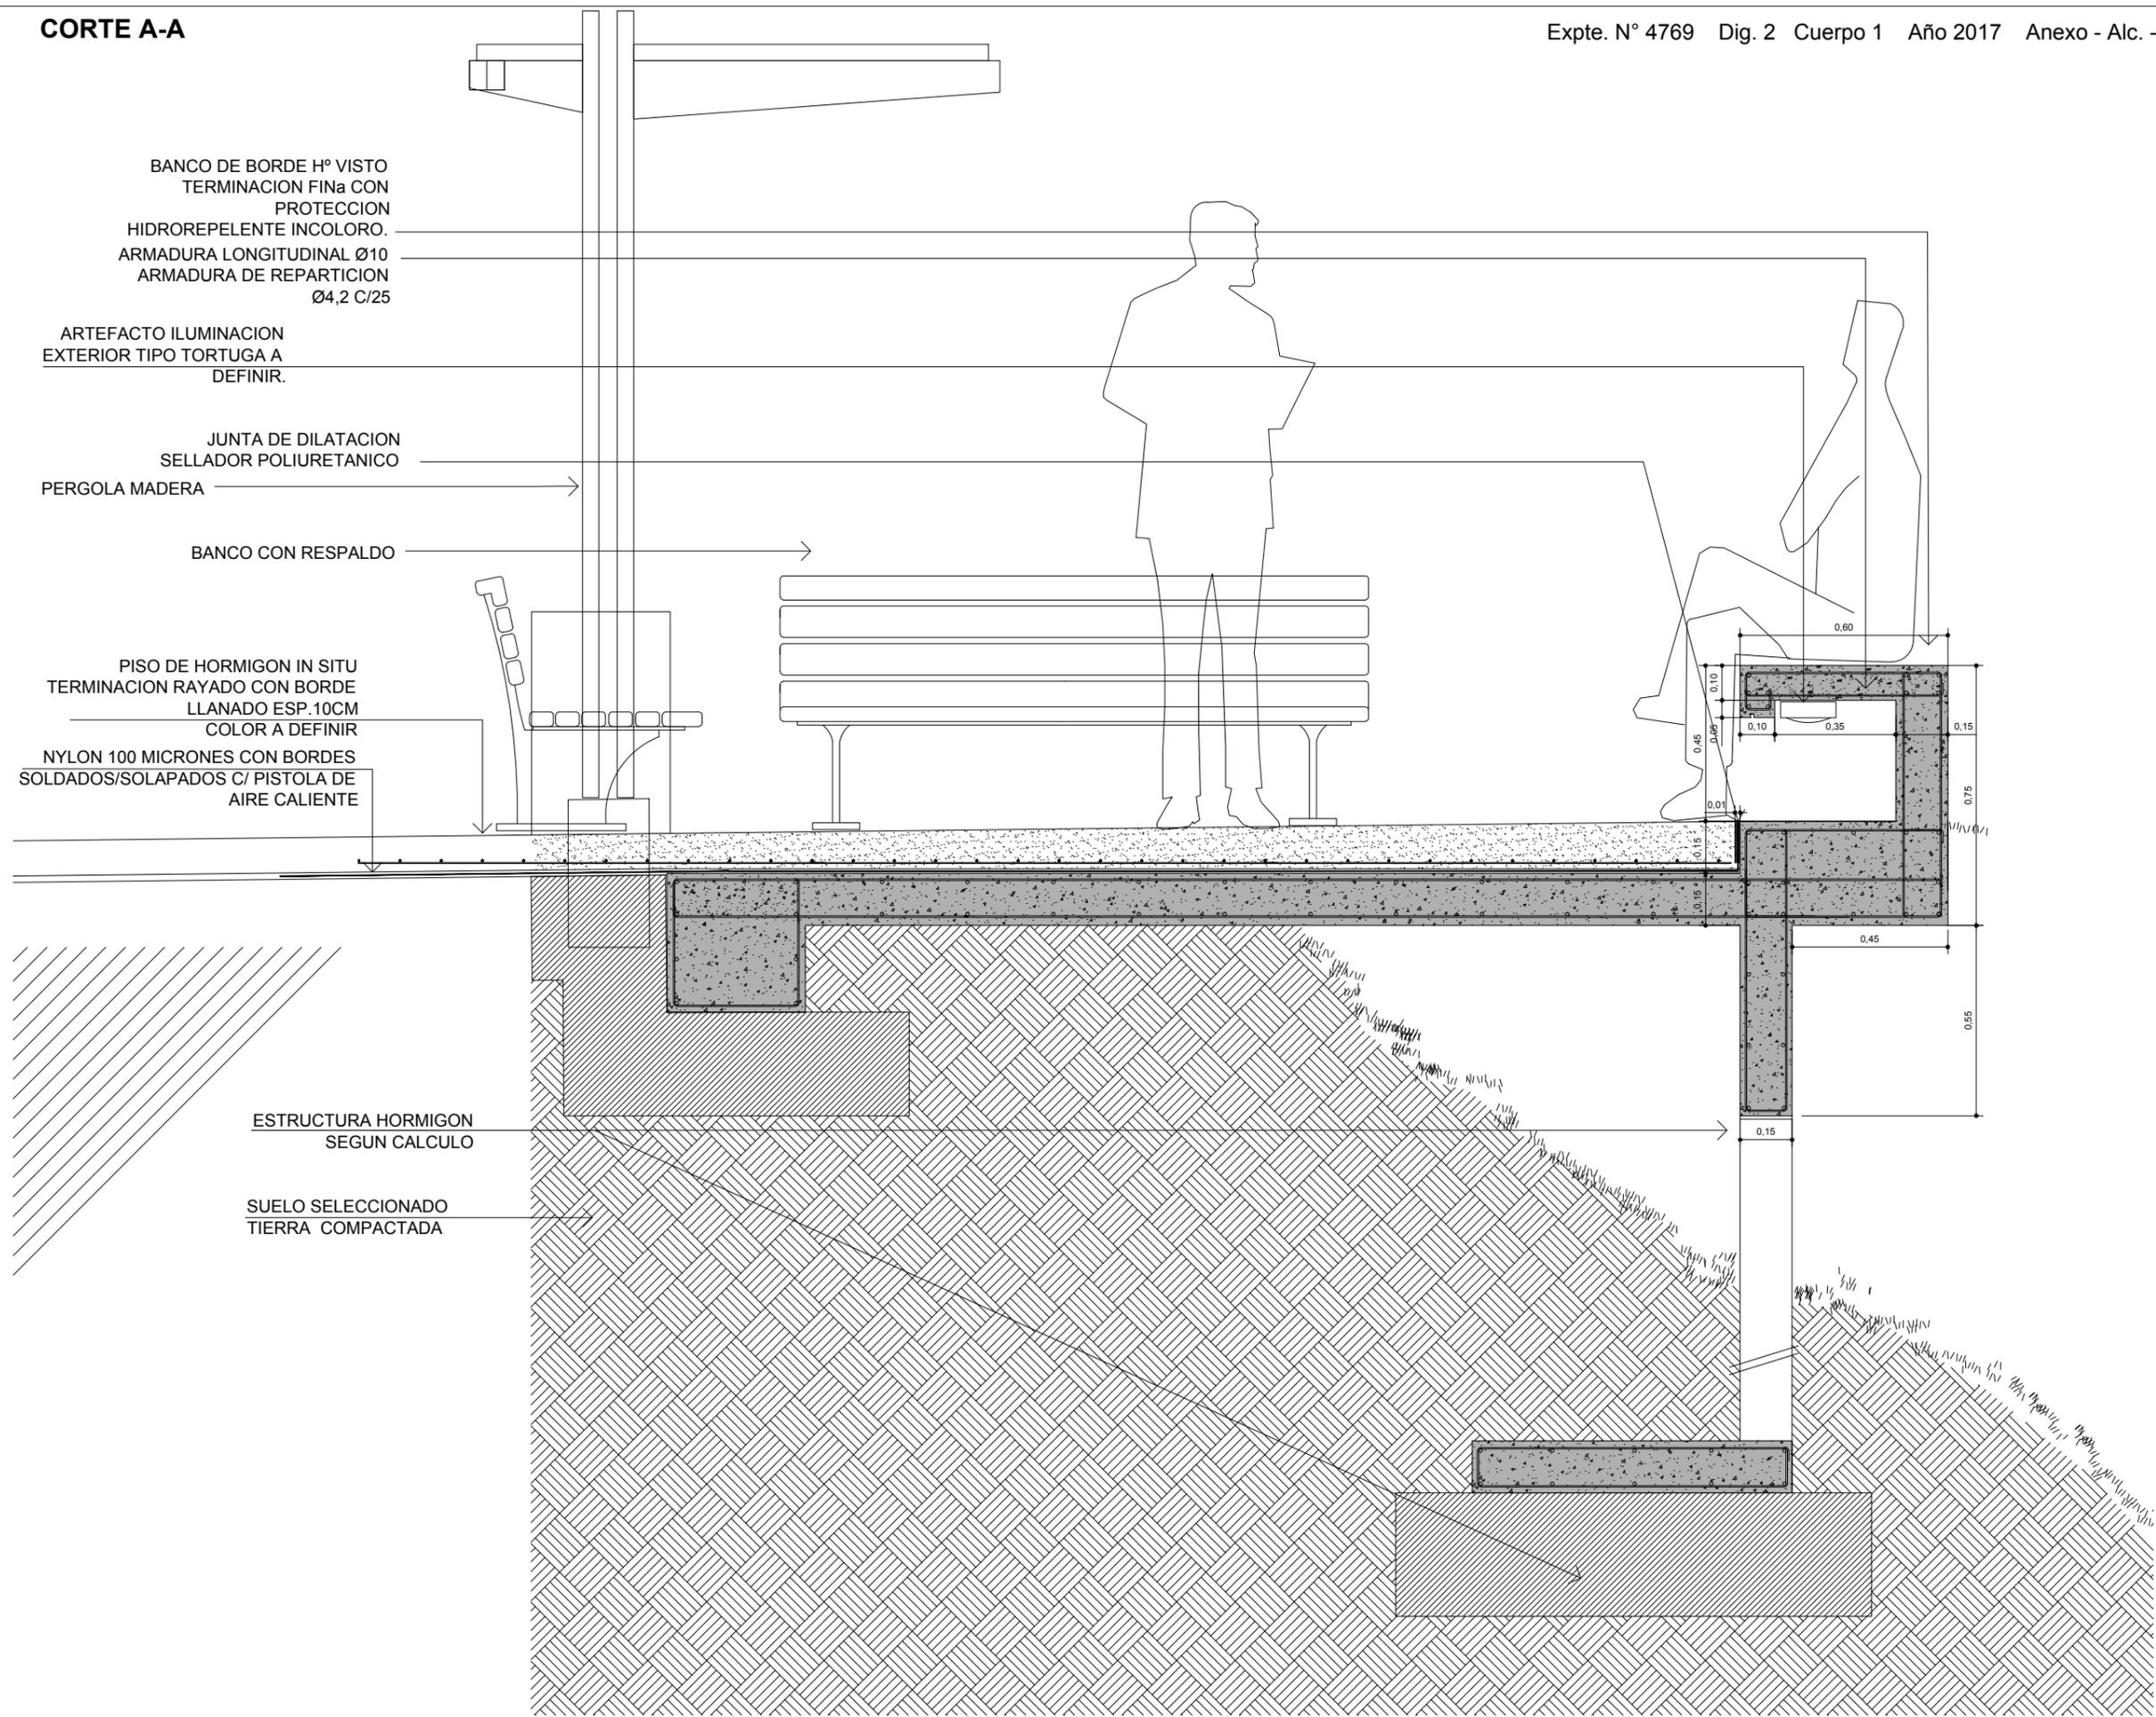 CORTE A-A
Expte. N° 4769 Dig. 2 Cuerpo 1 Año 2017 Anexo - Alc. -
BANCO DE BORDE Hº VISTO
TERMINACION FINa CON
PROTECCION
HIDROREPELENTE INCOLORO.
ARMADURA LONGITUDINAL Ø10
ARMADURA DE REPARTICION
Ø4,2 C/25
ARTEFACTO ILUMINACION
EXTERIOR TIPO TORTUGA A
DEFINIR.
JUNTA DE DILATACION
SELLADOR POLIURETANICO
PERGOLA MADERA
BANCO CON RESPALDO
PISO DE HORMIGON IN SITU
TERMINACION RAYADO CON BORDE
LLANADO ESP.10CM
COLOR A DEFINIR
NYLON 100 MICRONES CON BORDES
SOLDADOS/SOLAPADOS C/ PISTOLA DE
AIRE CALIENTE
ESTRUCTURA HORMIGON
SEGUN CALCULO
SUELO SELECCIONADO
TIERRA COMPACTADA
0,60
0,10
0,05
0,45
0,10
0,35
0,15
0,75
0,01
0,15
0,15
0,45
0,55
0,15